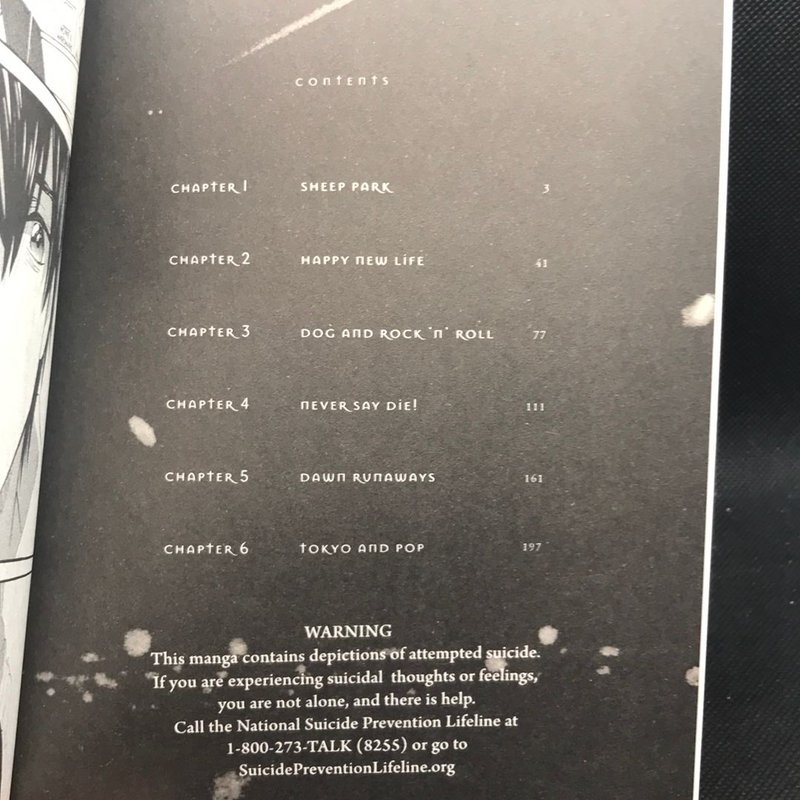 CONTENTS
CHAPTER 1 SHEEP PARK 3
CHAPTER 2 HAPPY NEW LIFE 41
CHAPTER 3 DOG AND ROCK 'N' ROLL 77
CHAPTER 4 NEVER SAY DIE! 111
CHAPTER 5 DAWN RUNAWAYS 161
CHAPTER 6 TOKYO AND POP 197
WARNING
This manga contains depictions of attempted suicide.
If you are experiencing suicidal thoughts or feelings,
you are not alone, and there is help.
Call the National Suicide Prevention Lifeline at
1-800-273-TALK (8255) or go to
SuicidePreventionLifeline.org